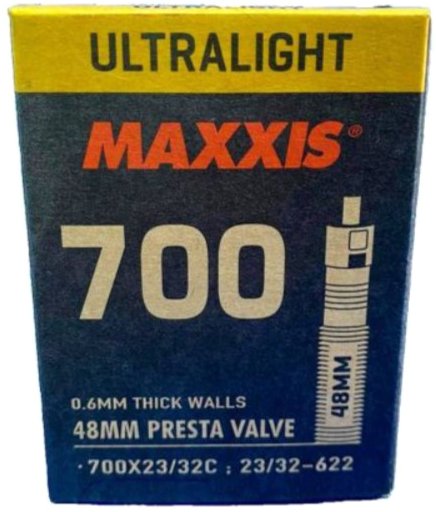 ULTRALIGHT
MAXXIS®
700
48MM
0.6MM THICK WALLS
48MM PRESTA VALVE
·700X23/32C ; 23/32-622